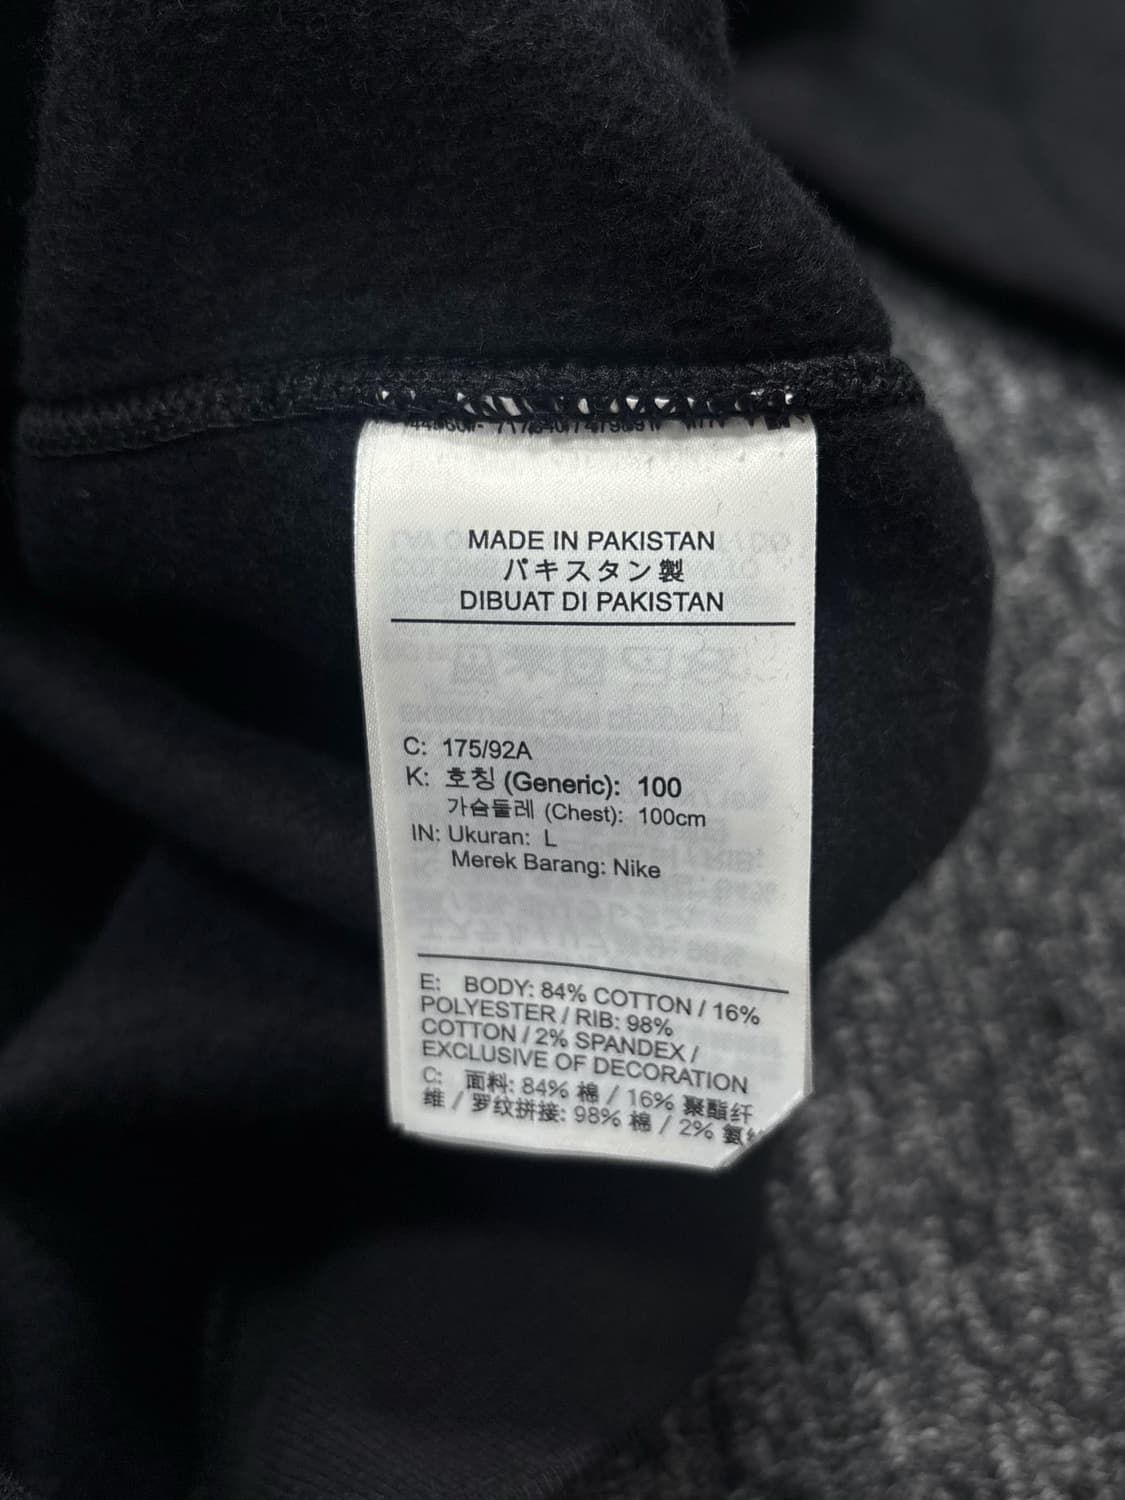 MADE IN PAKISTAN
パキスタン製
DIBUAT DI PAKISTAN
C: 175/92A
K: 호칭 (Generic): 100
가슴둘레 (Chest): 100cm
IN: Ukuran: L
Merek Barang: Nike
E: BODY: 84% COTTON / 16%
POLYESTER / RIB: 98%
COTTON / 2% SPANDEX /
EXCLUSIVE OF DECORATION
C: 面料: 84% 棉 / 16% 聚酯纤
维 / 罗纹拼接: 98% 棉 / 2% 氨纶